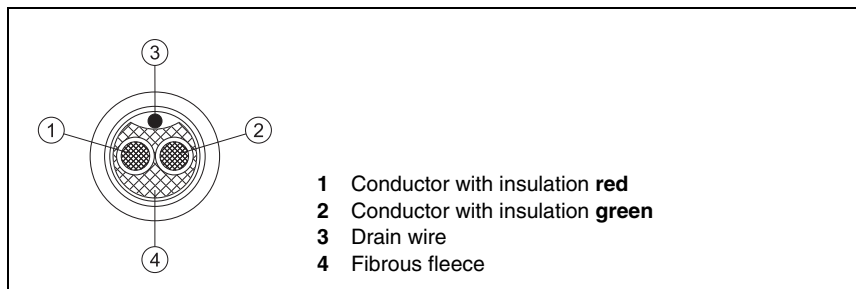 3
1
2
4
1 Conductor with insulation red
2 Conductor with insulation green
3 Drain wire
4 Fibrous fleece